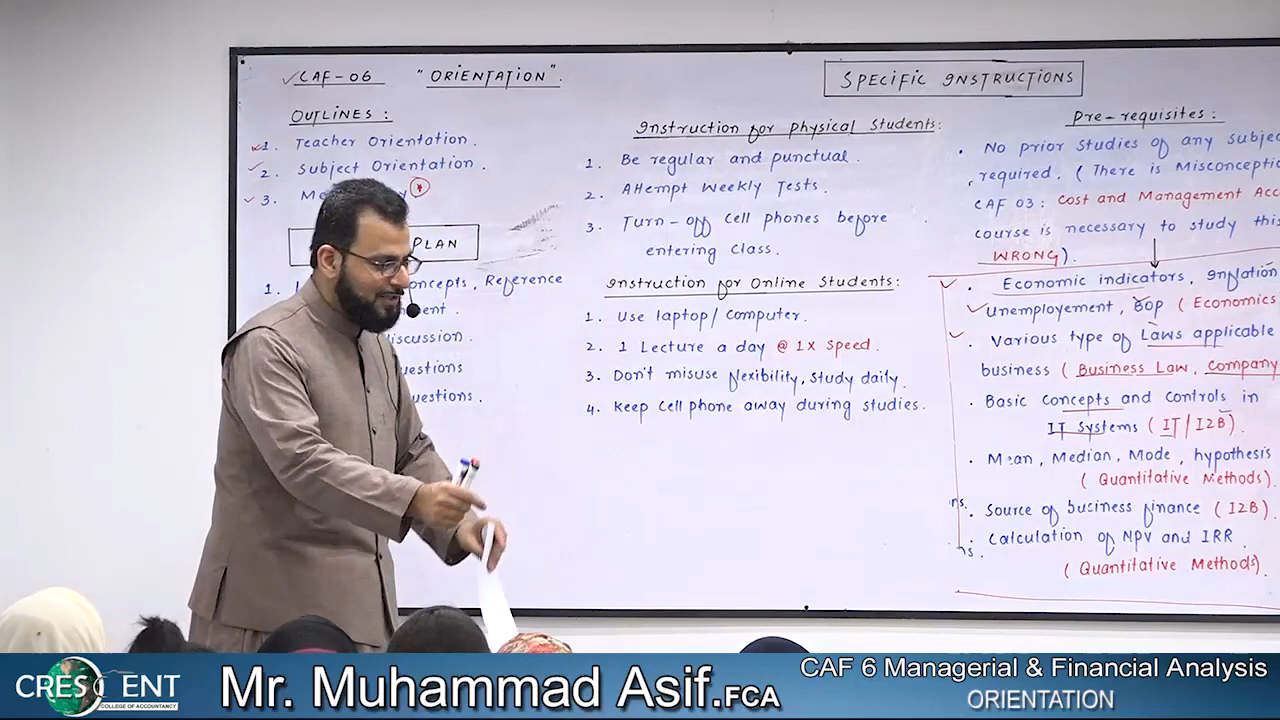 CAF-06 "ORIENTATION".
OUTLINES:
1. Teacher Orientation.
2. Subject Orientation.
3.
PLAN
1. Reference
Instruction for Physical Students:
1. Be regular and punctual.
2. Attempt Weekly Tests.
3. Turn-off Cell phones before
entering class.
Instruction for Online Students:
1. Use laptop/computer.
2. 1 Lecture a day @ 1x Speed.
3. Don't misuse flexibility, study daily.
4. Keep Cell phone away during studies.
SPECIFIC INSTRUCTIONS
Pre-requisites:
No prior studies of any subjec
required. (There is Misconceptio
CAF 03: Cost and Management Acc
course is necessary to study this
WRONG).
Economic indicators, Inflation
Unemployement, BOP (Economics
Various type of Laws applicable
business (Business Law, Company
Basic concepts and controls in
IT Systems (IT/I2B).
Mean, Median, Mode, hypothesis
(Quantitative Methods).
Source of business finance (I2B).
Calculation of NPV and IRR
(Quantitative Methods).
CRESCENT
COLLEGE OF ACCOUNTANCY
Mr. Muhammad Asif.FCA
CAF 6 Managerial & Financial Analysis
ORIENTATION